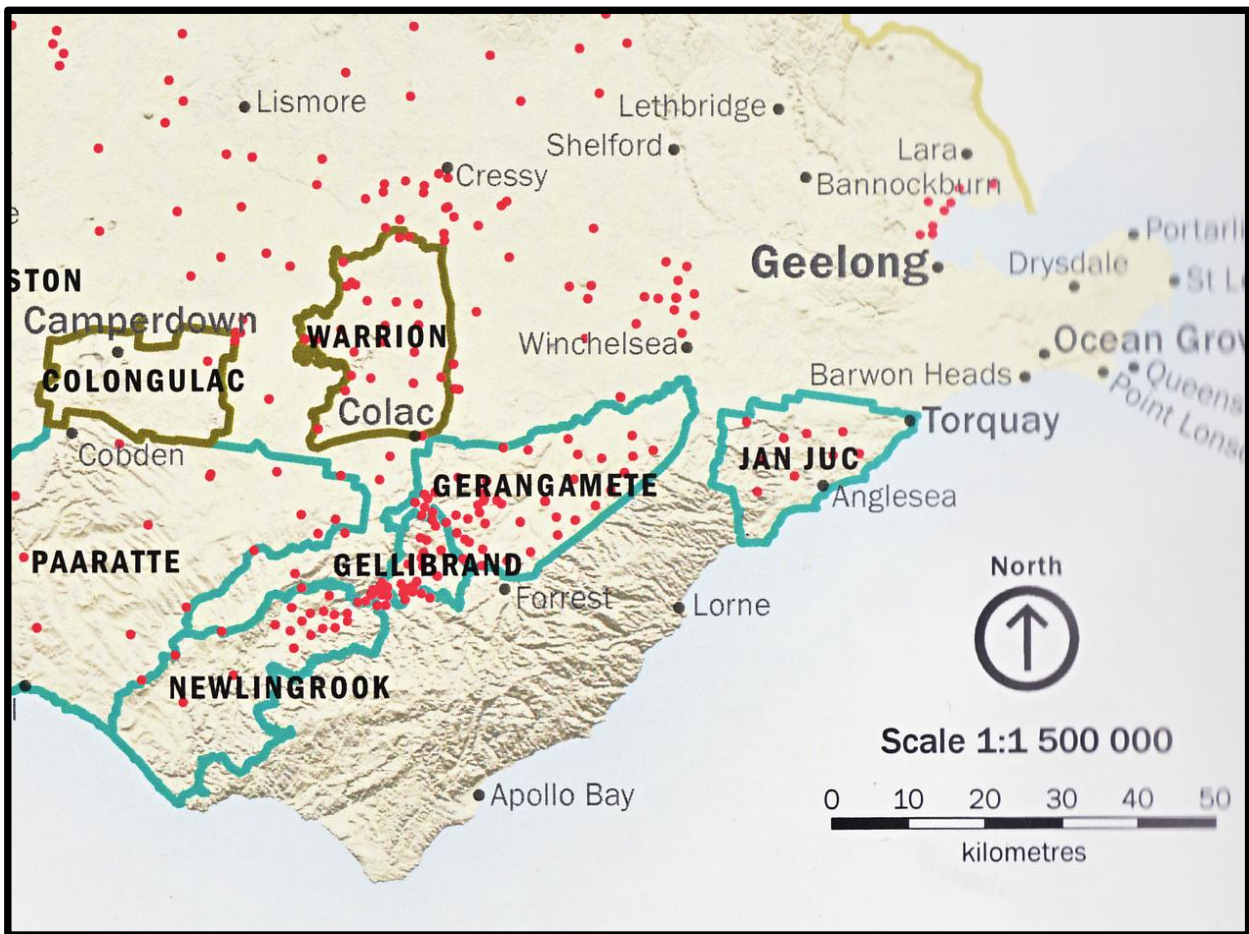 Lismore
Lethbridge
Shelford
Lara
Cressy
Bannockburn
Portarli
STON
Geelong
Drysdale
St L
Camperdown
WARRION
Winchelsea
Ocean Grov
COLONGULAC
Barwon Heads
Queens
Point Lons
Colac
Torquay
Cobden
JAN JUC
GERANGAMETE
Anglesea
PAARATTE
GELLIBRAND
North
Forrest
Lorne
NEWLINGROOK
Scale 1:1 500 000
Apollo Bay
0 10 20 30 40 50
kilometres